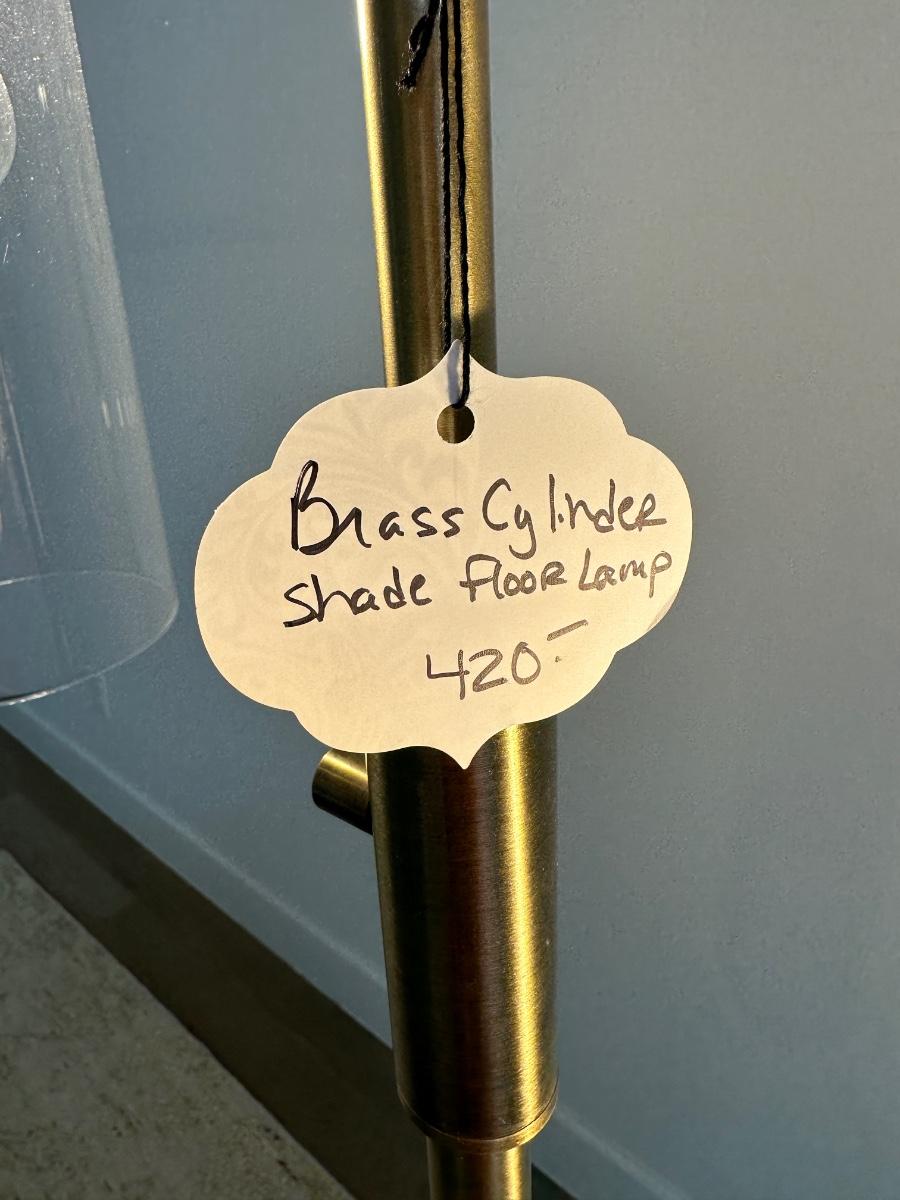 Brass Cylinder
Shade Floor Lamp
420.-